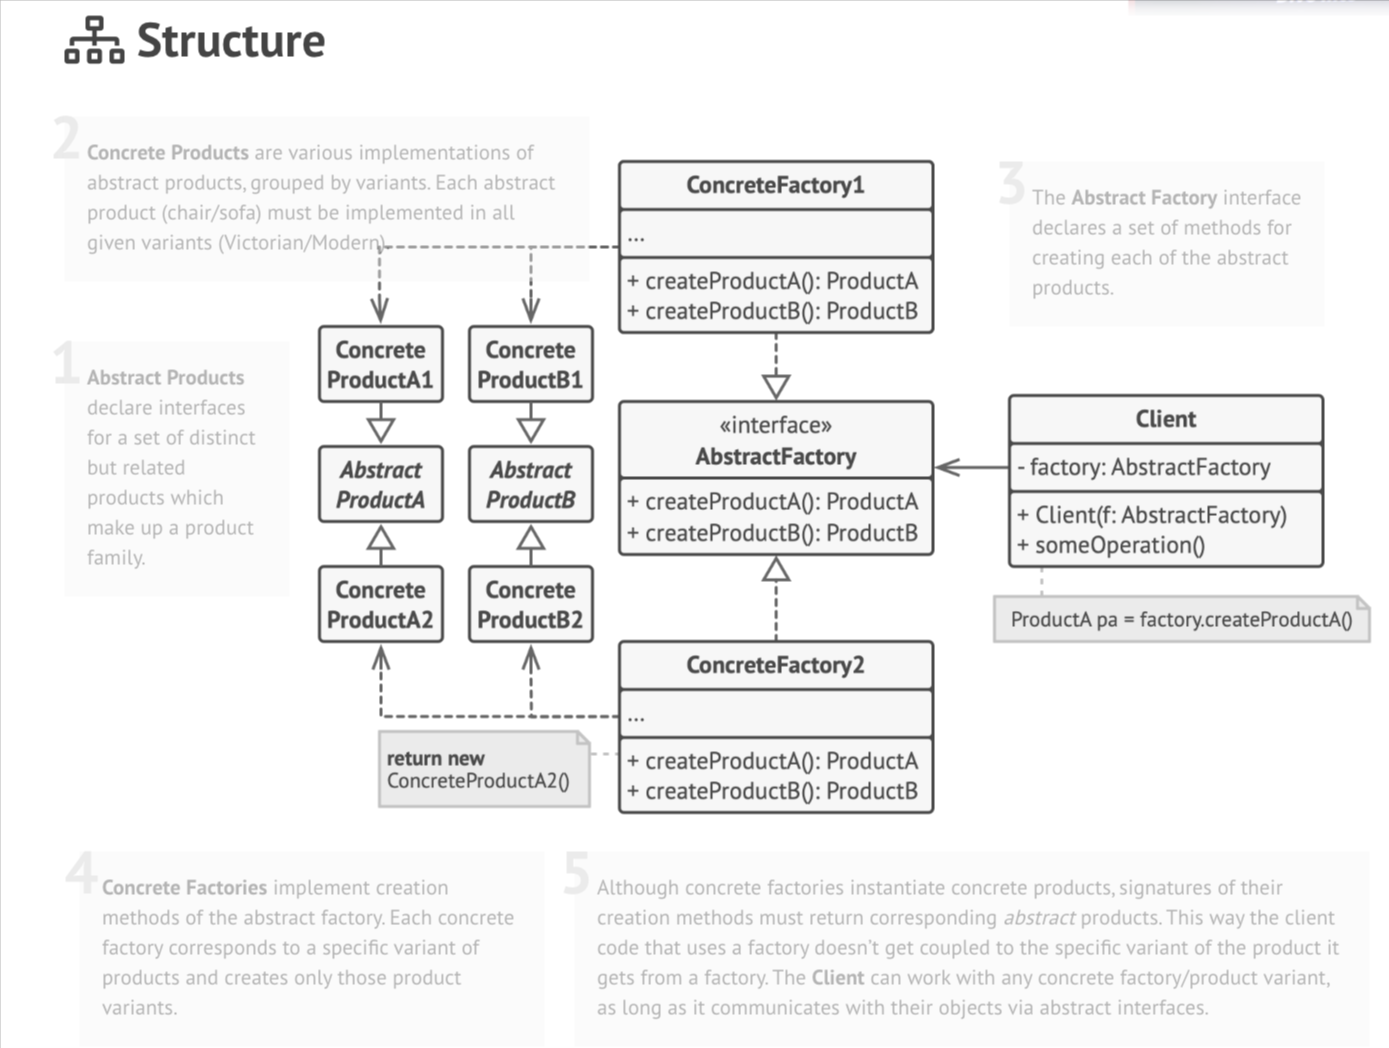 Structure
2
Concrete Products are various implementations of
abstract products, grouped by variants. Each abstract
product (chair/sofa) must be implemented in all
given variants (Victorian/Modern).
ConcreteFactory1
...
+ createProductA(): ProductA
+ createProductB(): ProductB
3
The Abstract Factory interface
declares a set of methods for
creating each of the abstract
products.
1
Abstract Products
declare interfaces
for a set of distinct
but related
products which
make up a product
family.
Concrete
ProductA1
Concrete
ProductB1
Abstract
ProductA
Abstract
ProductB
Concrete
ProductA2
Concrete
ProductB2
«interface»
AbstractFactory
+ createProductA(): ProductA
+ createProductB(): ProductB
Client
- factory: AbstractFactory
+ Client(f: AbstractFactory)
+ someOperation()
ProductA pa = factory.createProductA()
ConcreteFactory2
...
+ createProductA(): ProductA
+ createProductB(): ProductB
return new
ConcreteProductA2()
4
Concrete Factories implement creation
methods of the abstract factory. Each concrete
factory corresponds to a specific variant of
products and creates only those product
variants.
5
Although concrete factories instantiate concrete products, signatures of their
creation methods must return corresponding abstract products. This way the client
code that uses a factory doesn't get coupled to the specific variant of the product it
gets from a factory. The Client can work with any concrete factory/product variant,
as long as it communicates with their objects via abstract interfaces.